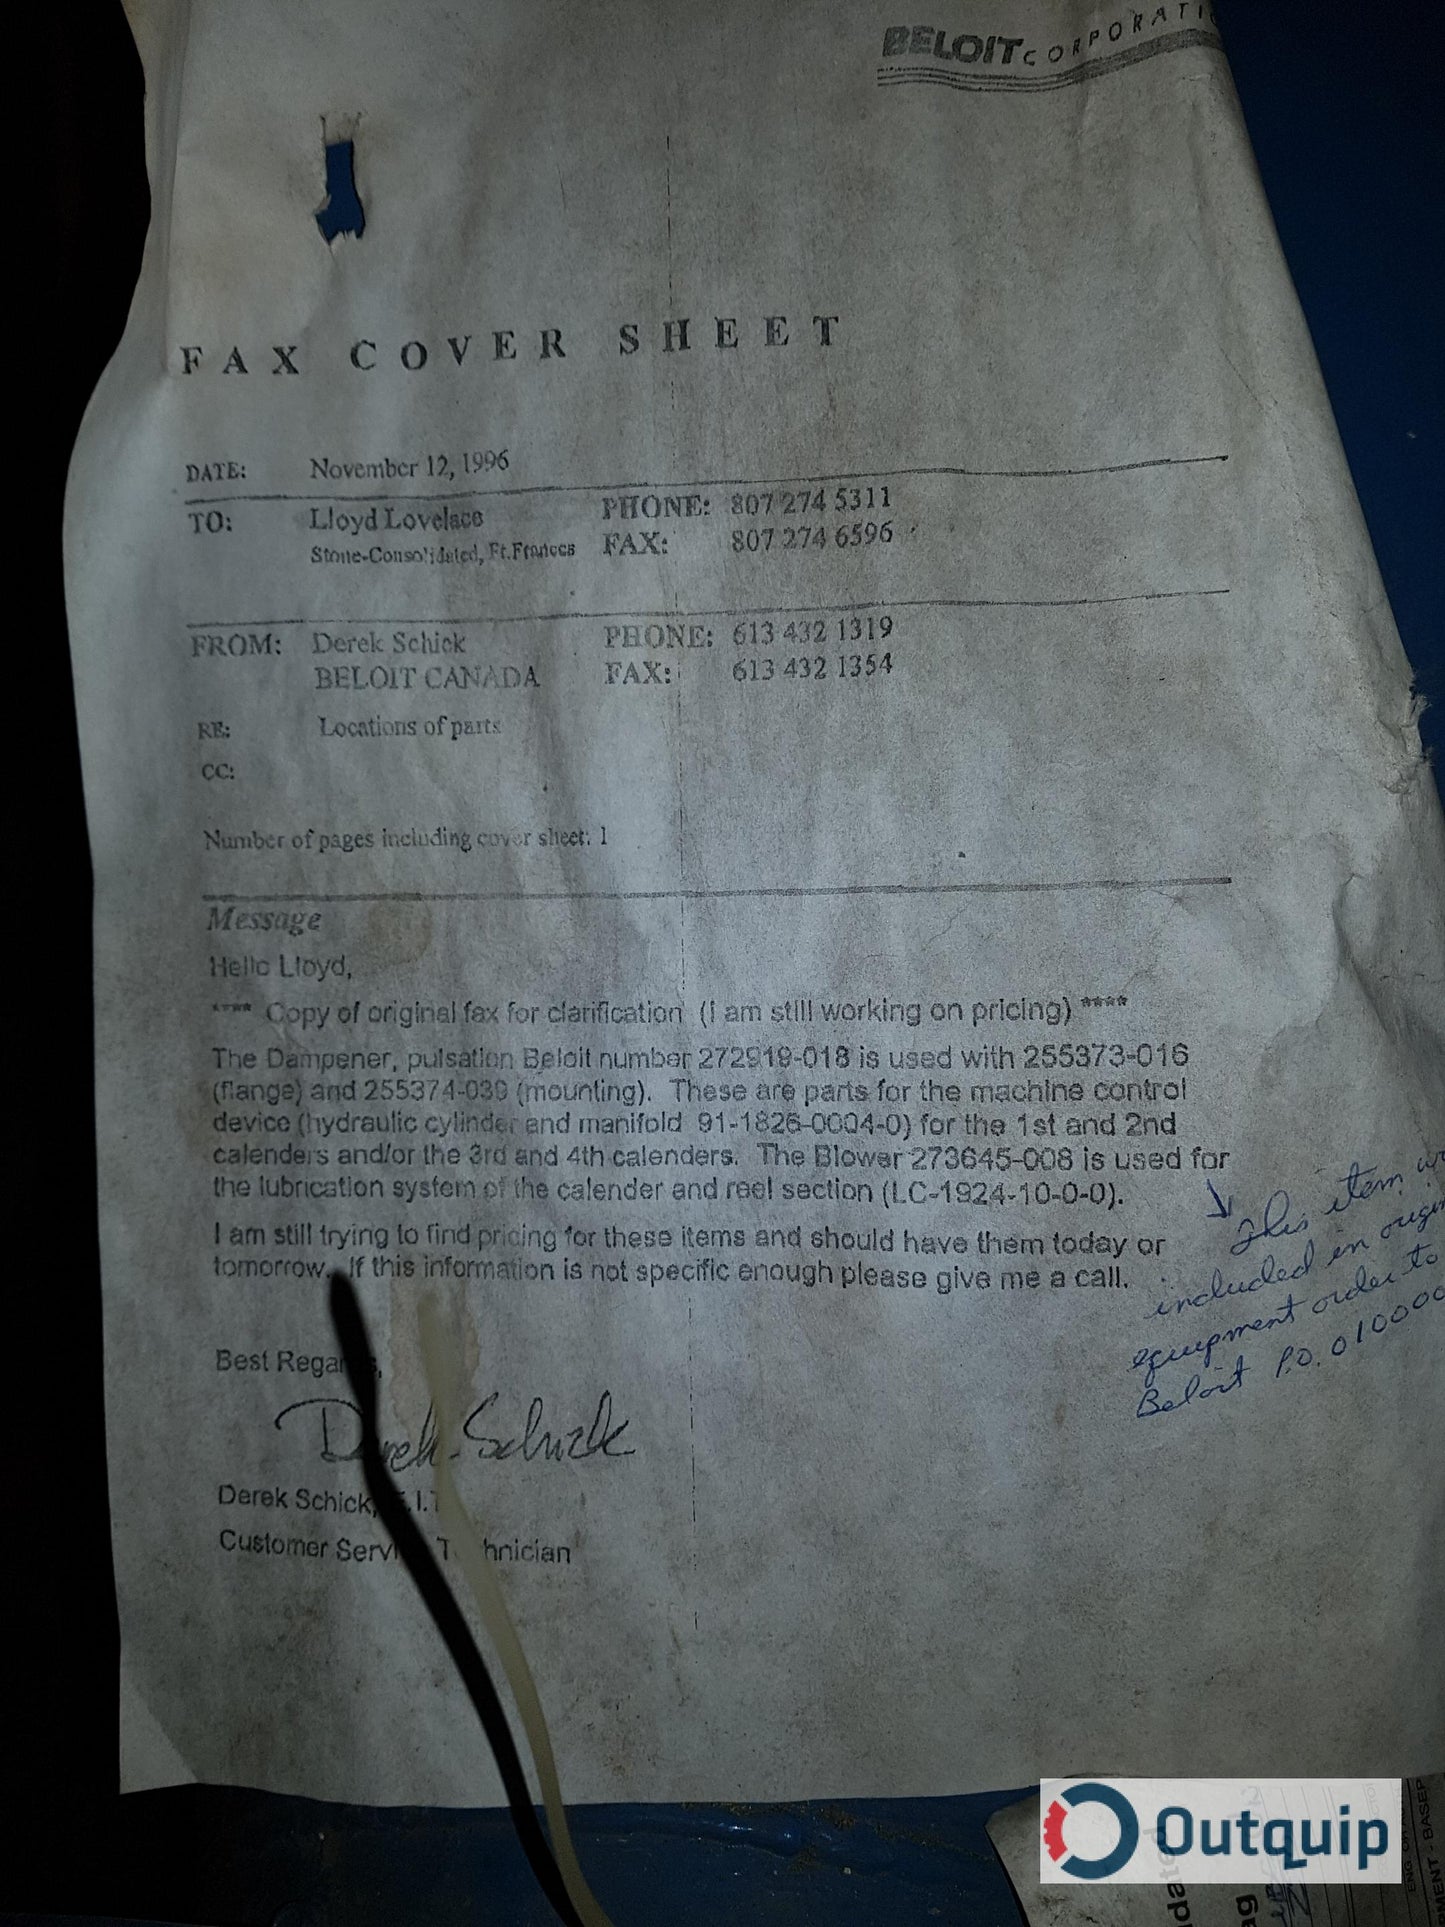 BELOIT CORPORATI
FAX COVER SHEET
DATE: November 12, 1996
TO: Lloyd Lovelace PHONE: 807 274 5311
Stone-Consolidated, Ft.Frances FAX: 807 274 6596
FROM: Derek Schick PHONE: 613 432 1319
BELOIT CANADA FAX: 613 432 1354
RE: Locations of parts
CC:
Number of pages including cover sheet: 1
Message
Hello Lloyd,
**** Copy of original fax for clarification (I am still working on pricing) ****
The Dampener, pulsation Beloit number 272919-018 is used with 255373-016
(flange) and 255374-039 (mounting). These are parts for the machine control
device (hydraulic cylinder and manifold 91-1826-0004-0) for the 1st and 2nd
calenders and/or the 3rd and 4th calenders. The Blower 273645-008 is used for
the lubrication system of the calender and reel section (LC-1924-10-0-0).
I am still trying to find pricing for these items and should have them today or
tomorrow. If this information is not specific enough please give me a call.
This item
included in
equipment order to
Beloit P.O. 010000
Best
Derek Schick
Derek Schick,
Customer
Outquip